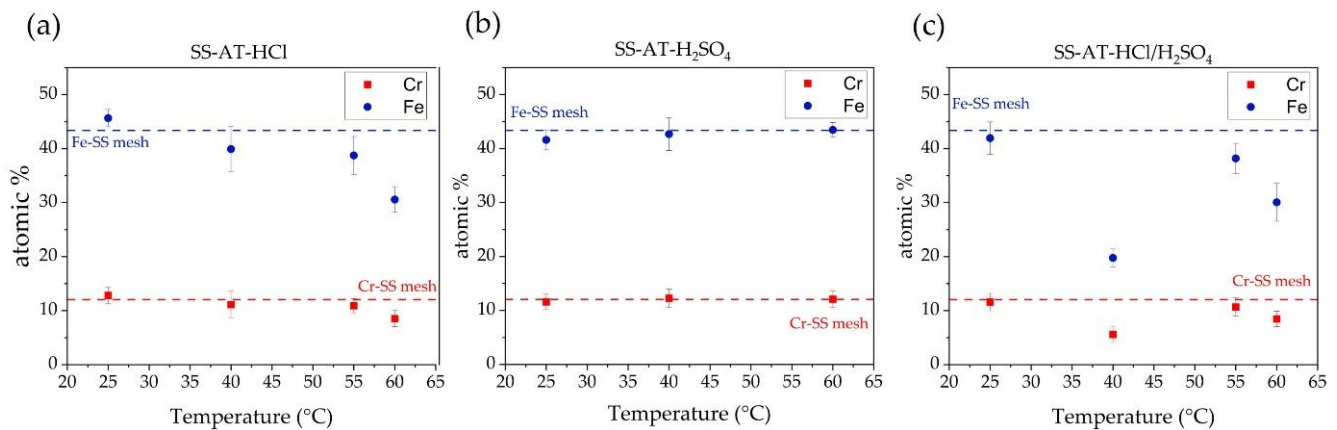 (a)
SS-AT-HCl
Cr
Fe
Fe-SS mesh
Cr-SS mesh
atomic %
50
40
30
20
10
0
20 25 30 35 40 45 50 55 60 65
Temperature (°C)
(b)
SS-AT-H₂SO₄
Cr
Fe
Fe-SS mesh
Cr-SS mesh
atomic %
50
40
30
20
10
0
20 25 30 35 40 45 50 55 60 65
Temperature (°C)
(c)
SS-AT-HCl/H₂SO₄
Cr
Fe
Fe-SS mesh
Cr-SS mesh
atomic %
50
40
30
20
10
0
20 25 30 35 40 45 50 55 60 65
Temperature (°C)